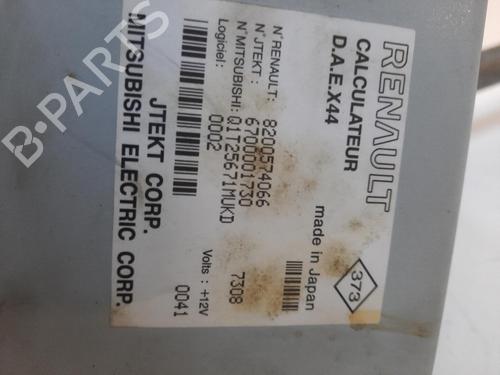 RENAULT
CALCULATEUR
D.A.E.X44
made in Japan
373
N°RENAULT: 8200574066
N°JTEKT : 67000001730
N°MITSUBISHI: Q1T25671MUKD
Logiciel: 0002
7308
Volts : +12V
0041
JTEKT CORP.
MITSUBISHI ELECTRIC CORP.
B-PARTS